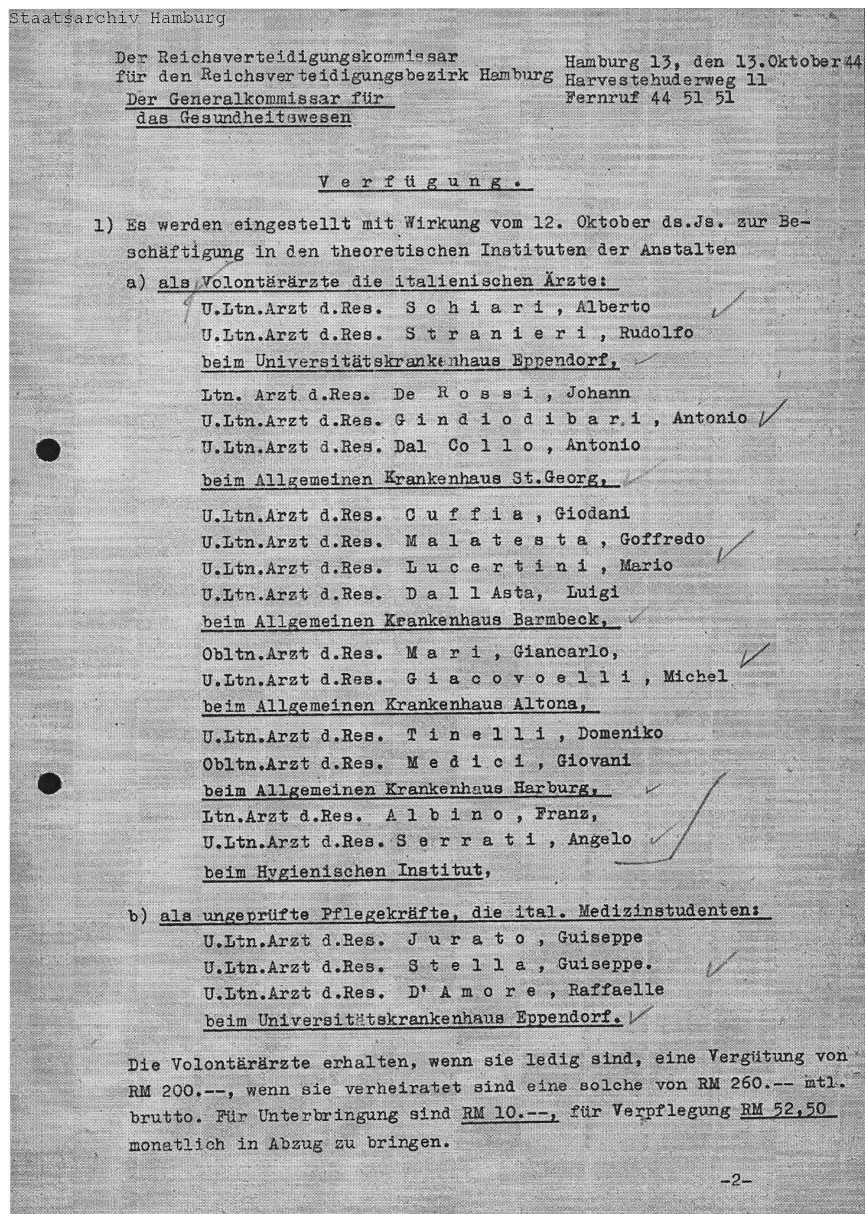 Staatsarchiv Hamburg
Der Reichsverteidigungskommissar
für den Reichsverteidigungsbezirk Hamburg
Der Generalkommissar für
das Gesundheitswesen
Hamburg 13, den 13.Oktober 44
Harvestehuderweg 11
Fernruf 44 51 51
V e r f ü g u n g .
1) Es werden eingestellt mit Wirkung vom 12. Oktober ds.Js. zur Be-
schäftigung in den theoretischen Instituten der Anstalten
a) als Volontärärzte die italienischen Ärzte:
U.Ltn.Arzt d.Res. S c h i a r i , Alberto
U.Ltn.Arzt d.Res. S t r a n i e r i , Rudolfo
beim Universitätskrankenhaus Eppendorf,
Ltn. Arzt d.Res. De R o s s i , Johann
U.Ltn.Arzt d.Res. G i n d i o d i b a r i , Antonio
U.Ltn.Arzt d.Res. Dal Co l l o , Antonio
beim Allgemeinen Krankenhaus St.Georg,
U.Ltn.Arzt d.Res. C u f f i a , Giodani
U.Ltn.Arzt d.Res. M a l a t e s t a , Goffredo
U.Ltn.Arzt d.Res. L u c e r t i n i , Mario
U.Ltn.Arzt d.Res. D a l l Asta, Luigi
beim Allgemeinen Krankenhaus Barmbeck,
Obltn.Arzt d.Res. M a r i , Giancarlo,
U.Ltn.Arzt d.Res. G i a c o v o e l l i , Michel
beim Allgemeinen Krankenhaus Altona,
U.Ltn.Arzt d.Res. T i n e l l i , Domeniko
Obltn.Arzt d.Res. M e d i c i , Giovani
beim Allgemeinen Krankenhaus Harburg,
Ltn.Arzt d.Res. A l b i n o , Franz,
U.Ltn.Arzt d.Res. S e r r a t i , Angelo
beim Hygienischen Institut,
b) als ungeprüfte Pflegekräfte, die ital. Medizinstudenten:
U.Ltn.Arzt d.Res. J u r a t o , Guiseppe
U.Ltn.Arzt d.Res. S t e l l a , Guiseppe.
U.Ltn.Arzt d.Res. D' A m o r e , Raffaelle
beim Universitätskrankenhaus Eppendorf.
Die Volontärärzte erhalten, wenn sie ledig sind, eine Vergütung von
RM 200.--, wenn sie verheiratet sind eine solche von RM 260.-- mtl.
brutto. Für Unterbringung sind RM 10.--, für Verpflegung RM 52,50
monatlich in Abzug zu bringen.
-2-